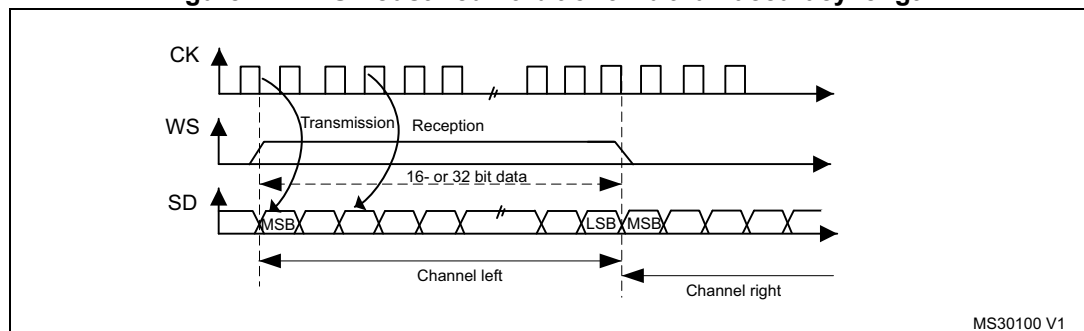 CK
Transmission
Reception
WS
16- or 32 bit data
SD
MSB
LSB
MSB
Channel left
Channel right
MS30100 V1